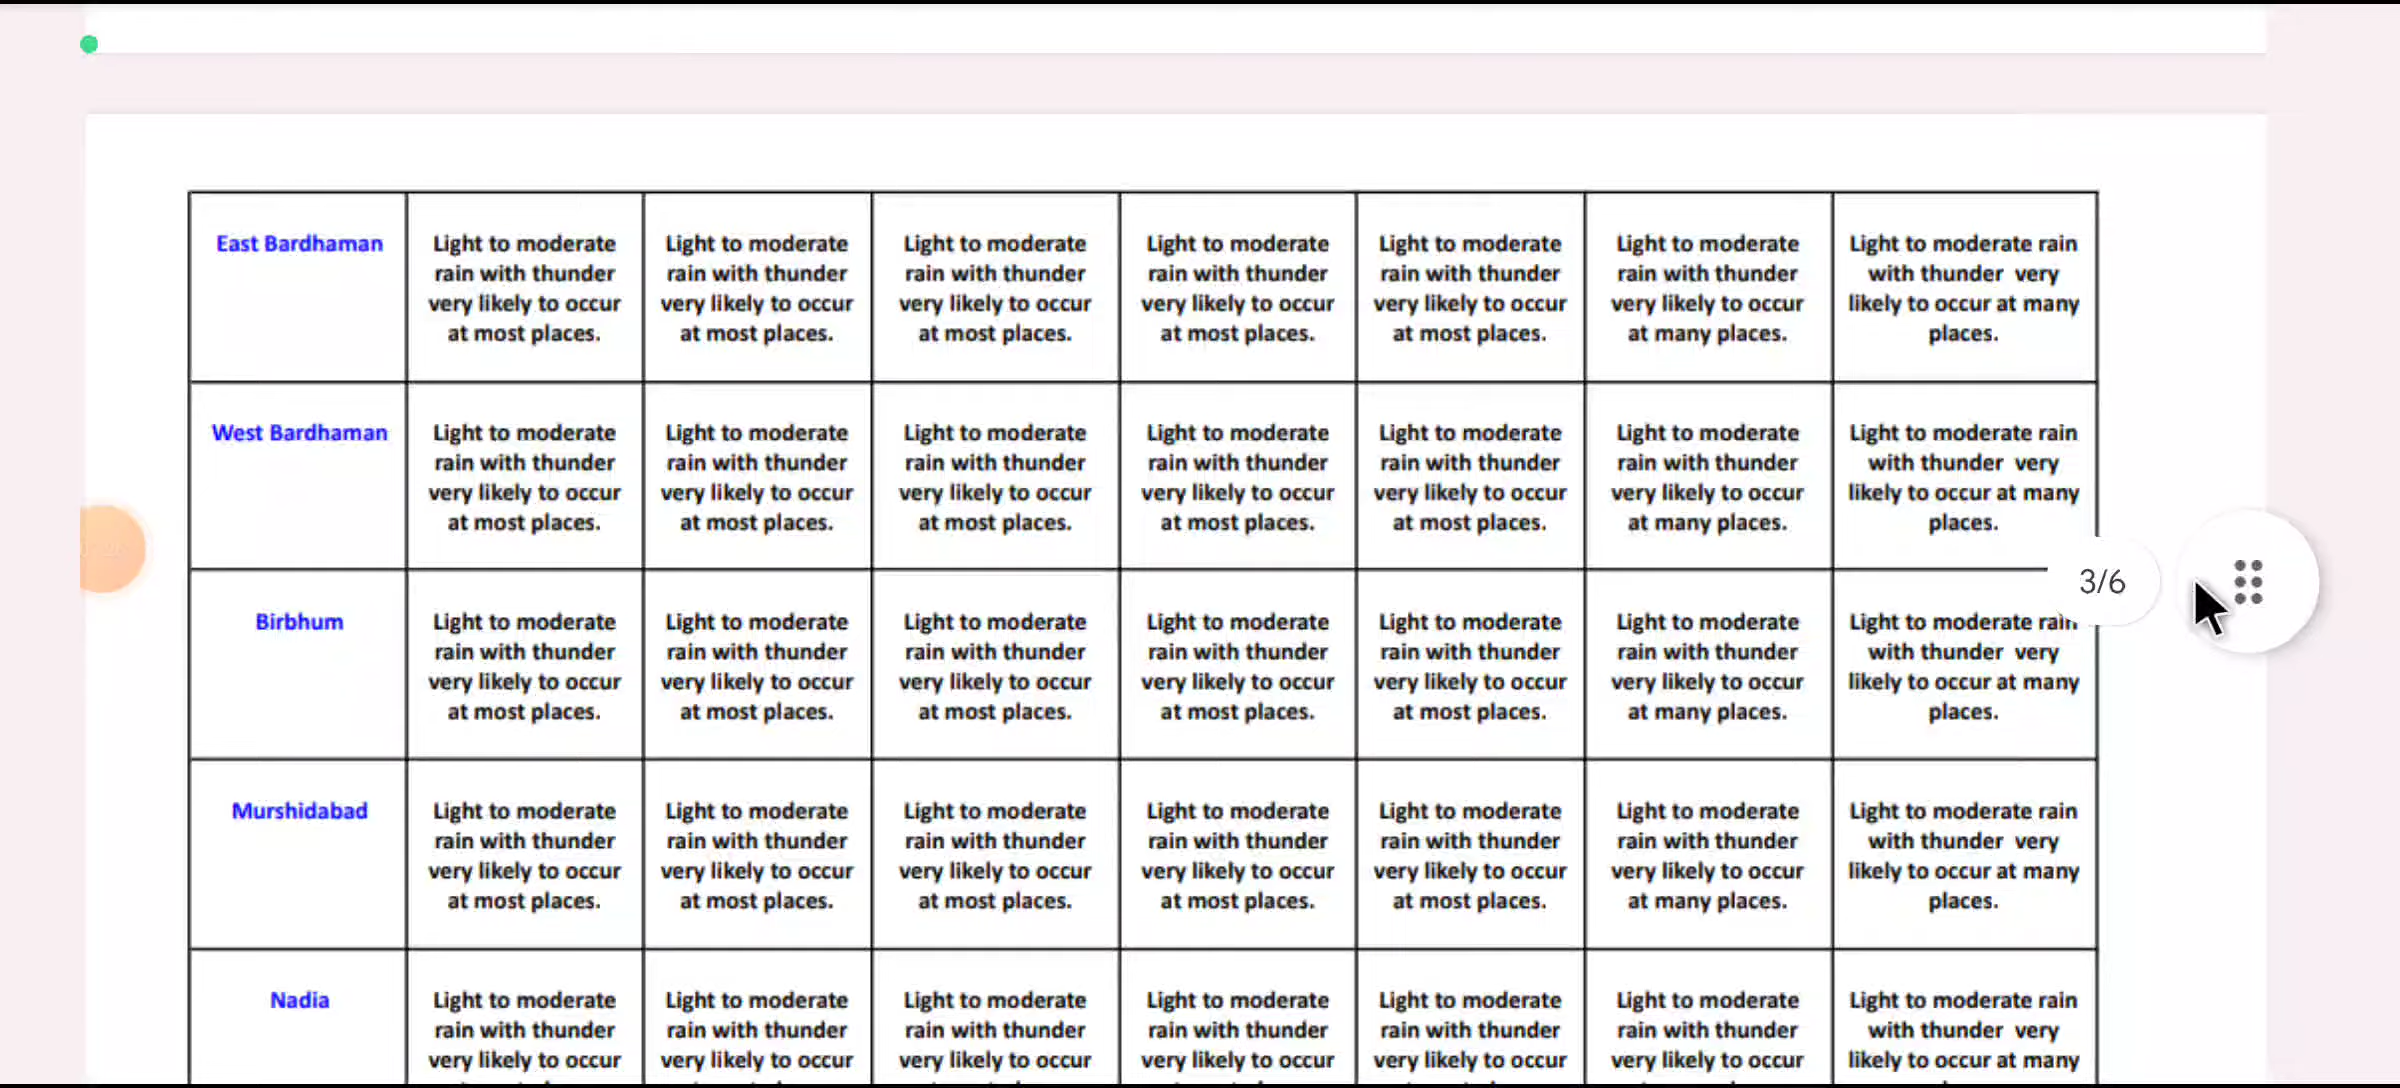 East Bardhaman
Light to moderate
rain with thunder
very likely to occur
at most places.
Light to moderate
rain with thunder
very likely to occur
at most places.
Light to moderate
rain with thunder
very likely to occur
at most places.
Light to moderate
rain with thunder
very likely to occur
at most places.
Light to moderate
rain with thunder
very likely to occur
at most places.
Light to moderate
rain with thunder
very likely to occur
at many places.
Light to moderate rain
with thunder very
likely to occur at many
places.
West Bardhaman
Light to moderate
rain with thunder
very likely to occur
at most places.
Light to moderate
rain with thunder
very likely to occur
at most places.
Light to moderate
rain with thunder
very likely to occur
at most places.
Light to moderate
rain with thunder
very likely to occur
at most places.
Light to moderate
rain with thunder
very likely to occur
at most places.
Light to moderate
rain with thunder
very likely to occur
at many places.
Light to moderate rain
with thunder very
likely to occur at many
places.
3/6
Birbhum
Light to moderate
rain with thunder
very likely to occur
at most places.
Light to moderate
rain with thunder
very likely to occur
at most places.
Light to moderate
rain with thunder
very likely to occur
at most places.
Light to moderate
rain with thunder
very likely to occur
at most places.
Light to moderate
rain with thunder
very likely to occur
at most places.
Light to moderate
rain with thunder
very likely to occur
at many places.
Light to moderate rain
with thunder very
likely to occur at many
places.
Murshidabad
Light to moderate
rain with thunder
very likely to occur
at most places.
Light to moderate
rain with thunder
very likely to occur
at most places.
Light to moderate
rain with thunder
very likely to occur
at most places.
Light to moderate
rain with thunder
very likely to occur
at most places.
Light to moderate
rain with thunder
very likely to occur
at most places.
Light to moderate
rain with thunder
very likely to occur
at many places.
Light to moderate rain
with thunder very
likely to occur at many
places.
Nadia
Light to moderate
rain with thunder
very likely to occur
Light to moderate
rain with thunder
very likely to occur
Light to moderate
rain with thunder
very likely to occur
Light to moderate
rain with thunder
very likely to occur
Light to moderate
rain with thunder
very likely to occur
Light to moderate
rain with thunder
very likely to occur
Light to moderate rain
with thunder very
likely to occur at many